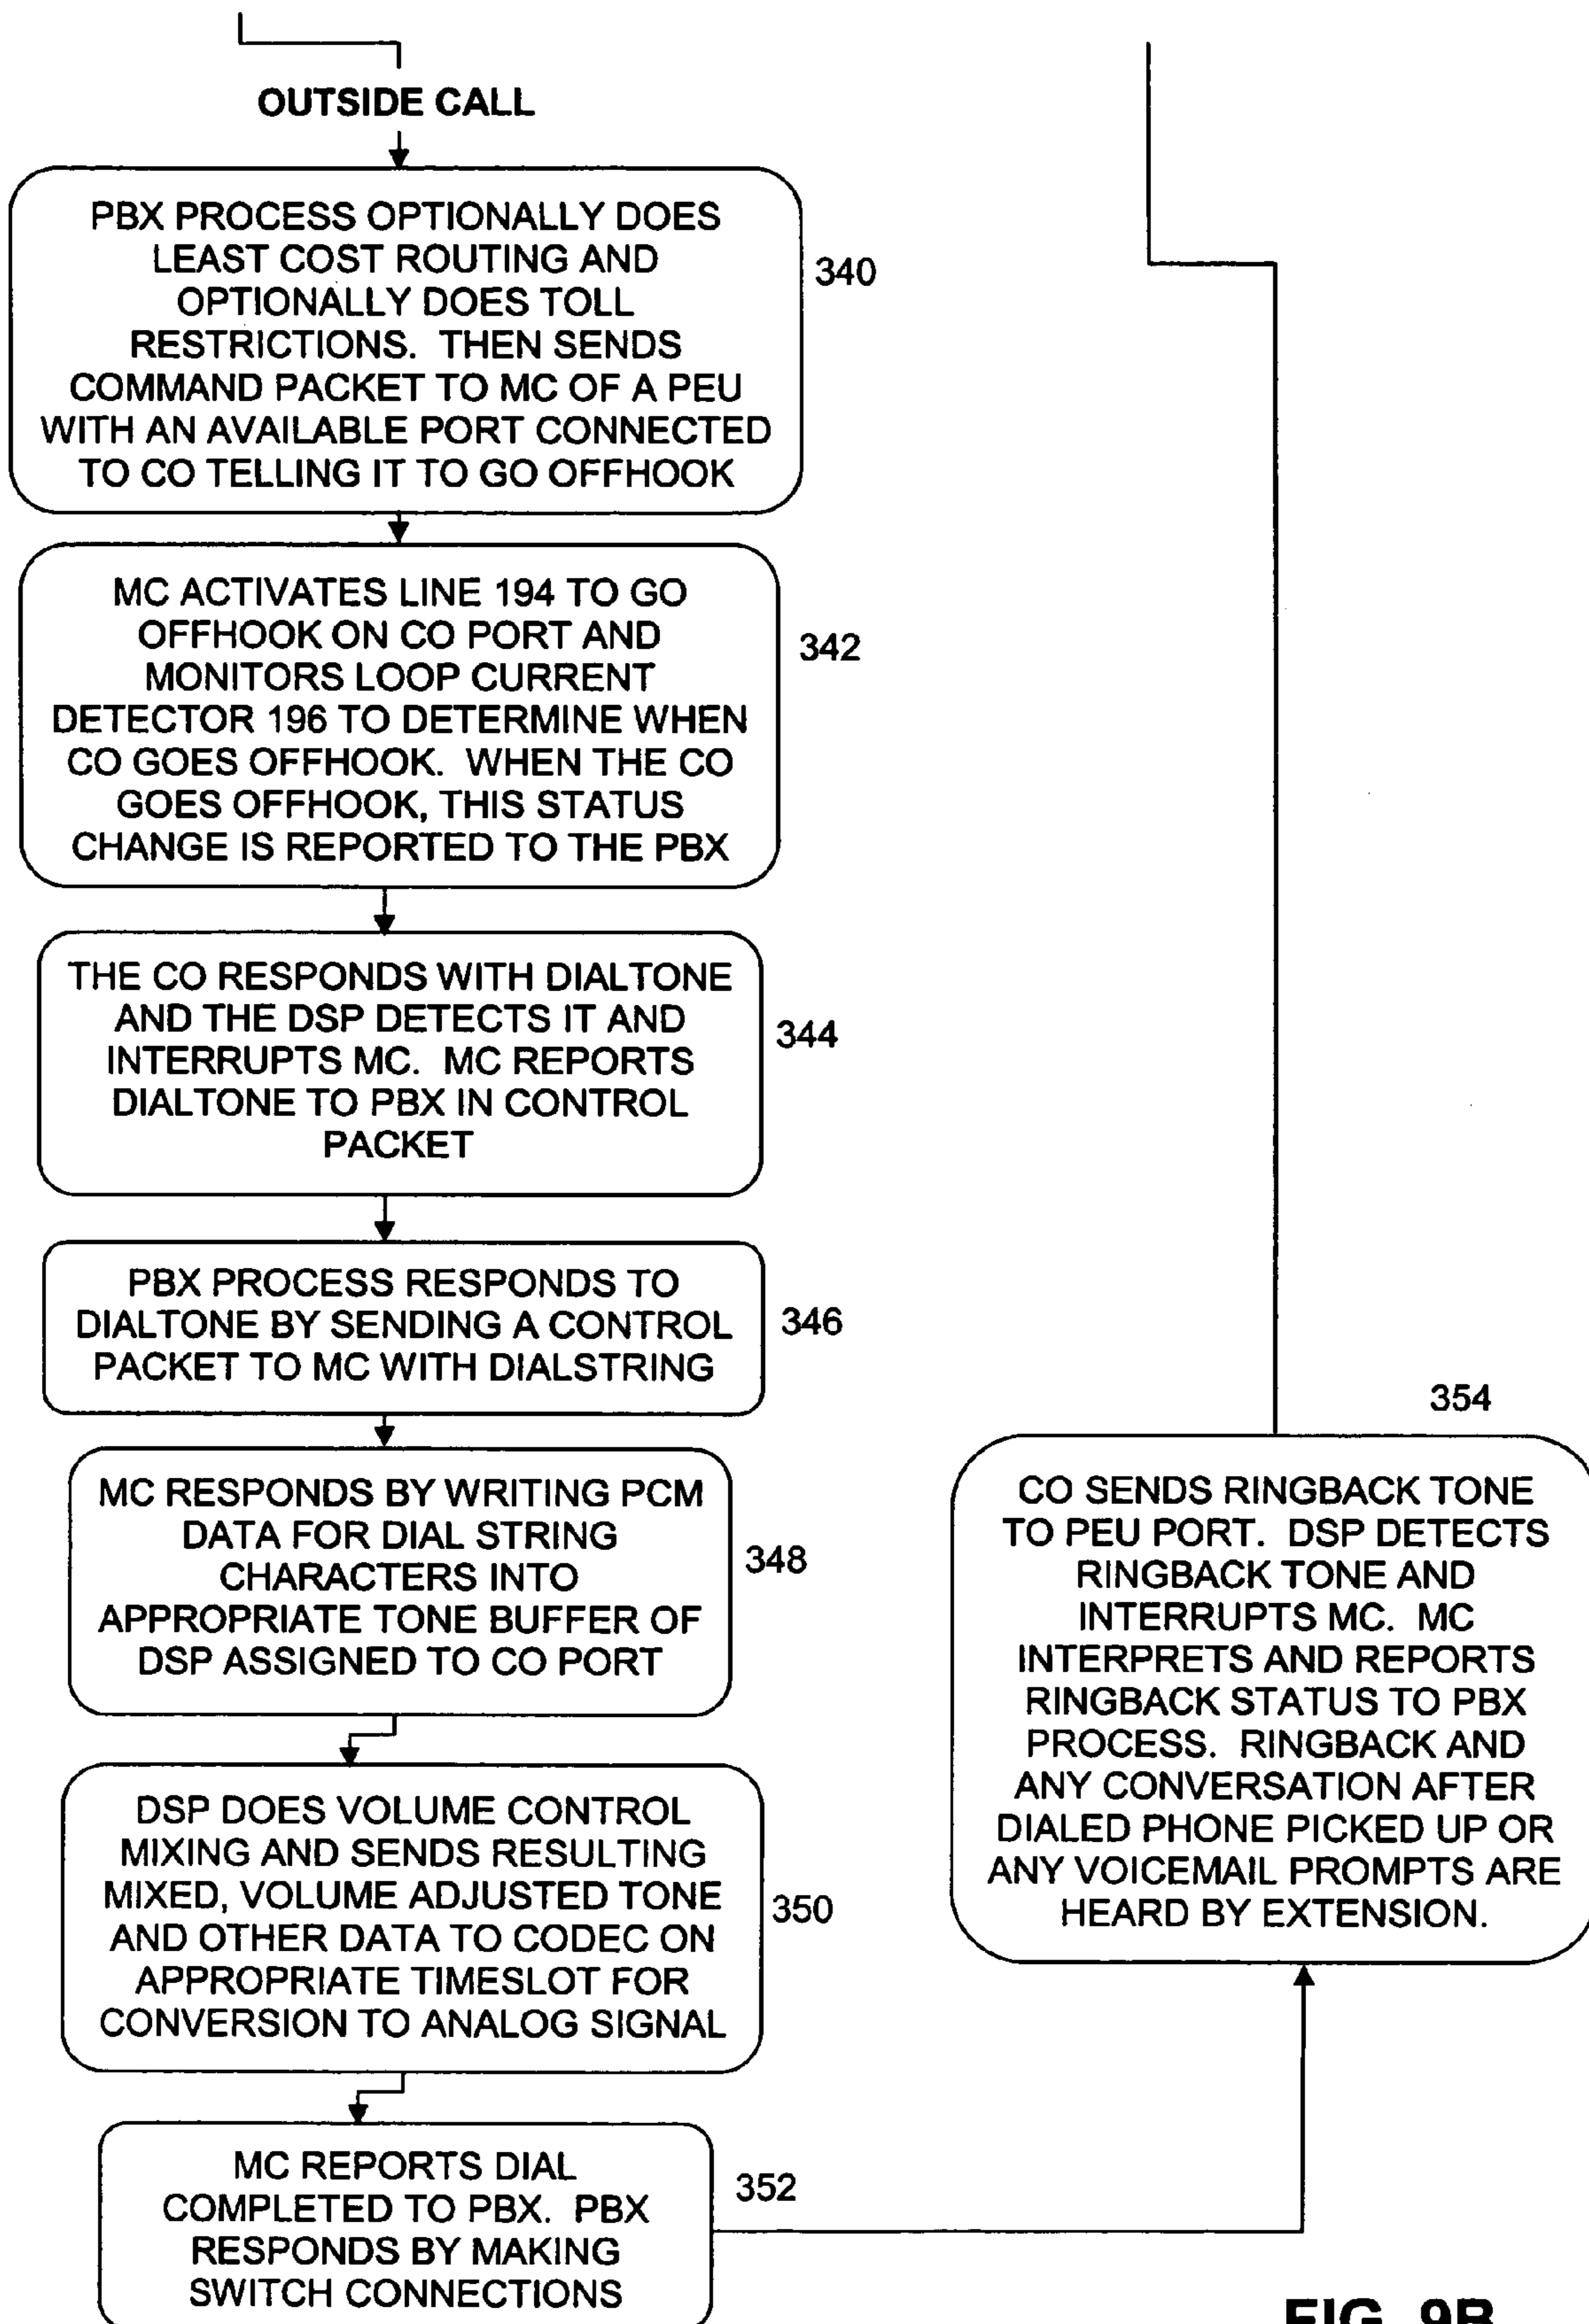 OUTSIDE CALL
PBX PROCESS OPTIONALLY DOES
LEAST COST ROUTING AND
OPTIONALLY DOES TOLL
RESTRICTIONS. THEN SENDS
COMMAND PACKET TO MC OF A PEU
WITH AN AVAILABLE PORT CONNECTED
TO CO TELLING IT TO GO OFFHOOK
340
MC ACTIVATES LINE 194 TO GO
OFFHOOK ON CO PORT AND
MONITORS LOOP CURRENT
DETECTOR 196 TO DETERMINE WHEN
CO GOES OFFHOOK. WHEN THE CO
GOES OFFHOOK, THIS STATUS
CHANGE IS REPORTED TO THE PBX
342
THE CO RESPONDS WITH DIALTONE
AND THE DSP DETECTS IT AND
INTERRUPTS MC. MC REPORTS
DIALTONE TO PBX IN CONTROL
PACKET
344
PBX PROCESS RESPONDS TO
DIALTONE BY SENDING A CONTROL
PACKET TO MC WITH DIALSTRING
346
MC RESPONDS BY WRITING PCM
DATA FOR DIAL STRING
CHARACTERS INTO
APPROPRIATE TONE BUFFER OF
DSP ASSIGNED TO CO PORT
348
DSP DOES VOLUME CONTROL
MIXING AND SENDS RESULTING
MIXED, VOLUME ADJUSTED TONE
AND OTHER DATA TO CODEC ON
APPROPRIATE TIMESLOT FOR
CONVERSION TO ANALOG SIGNAL
350
MC REPORTS DIAL
COMPLETED TO PBX. PBX
RESPONDS BY MAKING
SWITCH CONNECTIONS
352
354
CO SENDS RINGBACK TONE
TO PEU PORT. DSP DETECTS
RINGBACK TONE AND
INTERRUPTS MC. MC
INTERPRETS AND REPORTS
RINGBACK STATUS TO PBX
PROCESS. RINGBACK AND
ANY CONVERSATION AFTER
DIALED PHONE PICKED UP OR
ANY VOICEMAIL PROMPTS ARE
HEARD BY EXTENSION.
FIG. 9B